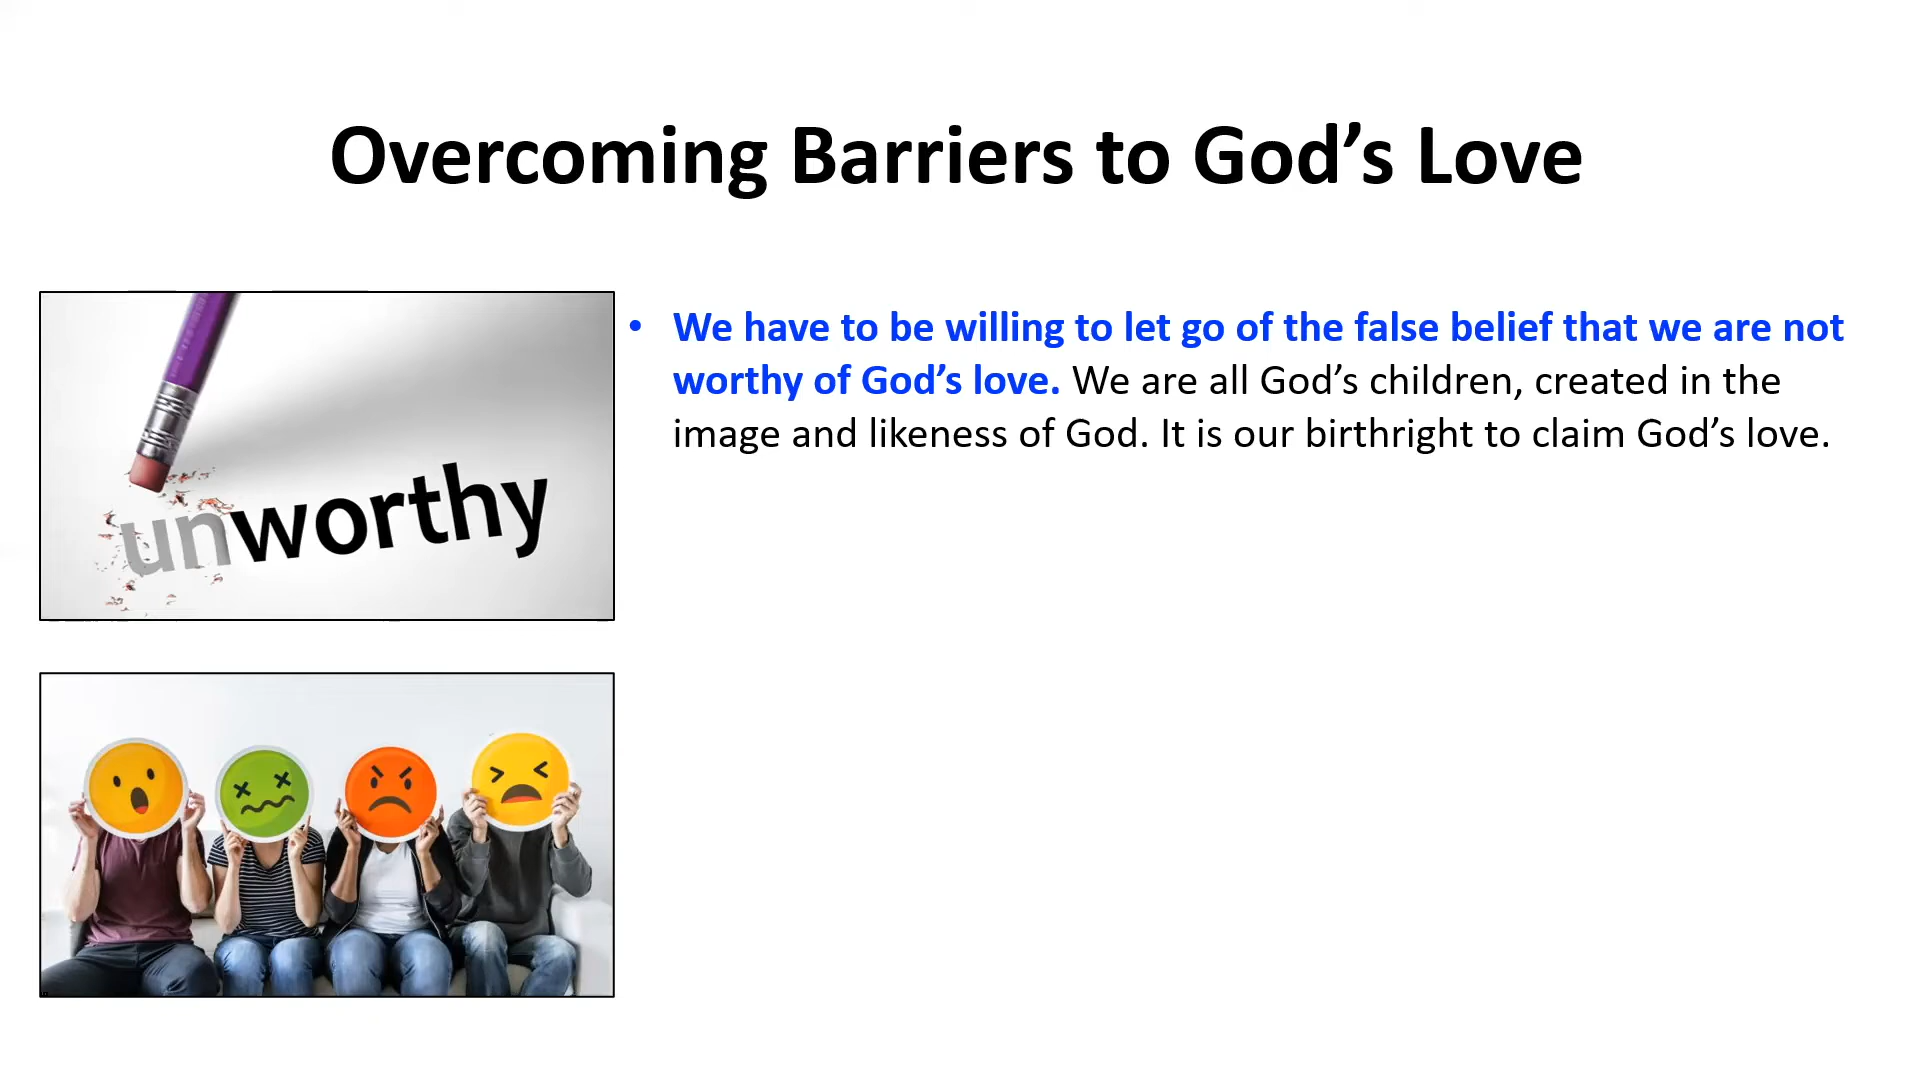 Overcoming Barriers to God’s Love
• We have to be willing to let go of the false belief that we are not
worthy of God’s love. We are all God’s children, created in the
image and likeness of God. It is our birthright to claim God’s love.
unworthy